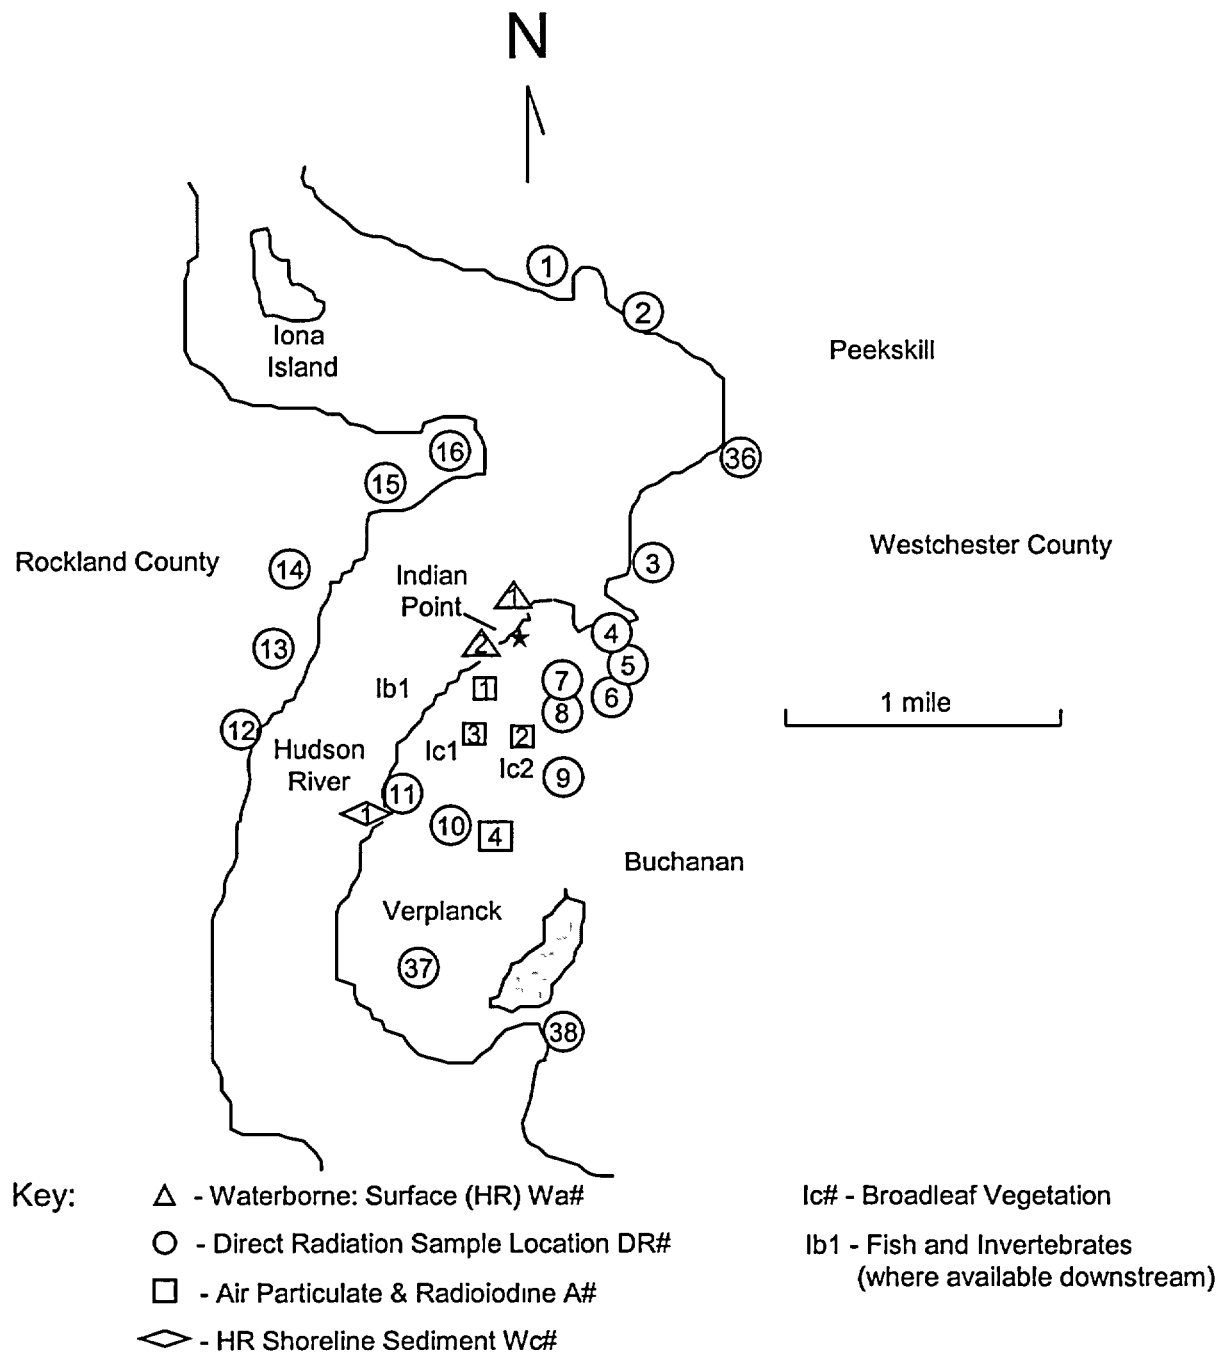 N
1
2
Iona
Island
Peekskill
16
36
15
Westchester County
Rockland County
14
3
Indian
Point
1
4
13
2
5
Ib1
1
7
6
8
1 mile
12
3
2
Hudson
River
Ic1
Ic2
9
11
1
10
4
Buchanan
Verplanck
37
38
Key:
- Waterborne: Surface (HR) Wa#
- Direct Radiation Sample Location DR#
- Air Particulate & Radioiodine A#
- HR Shoreline Sediment Wc#
Ic# - Broadleaf Vegetation
Ib1 - Fish and Invertebrates
(where available downstream)